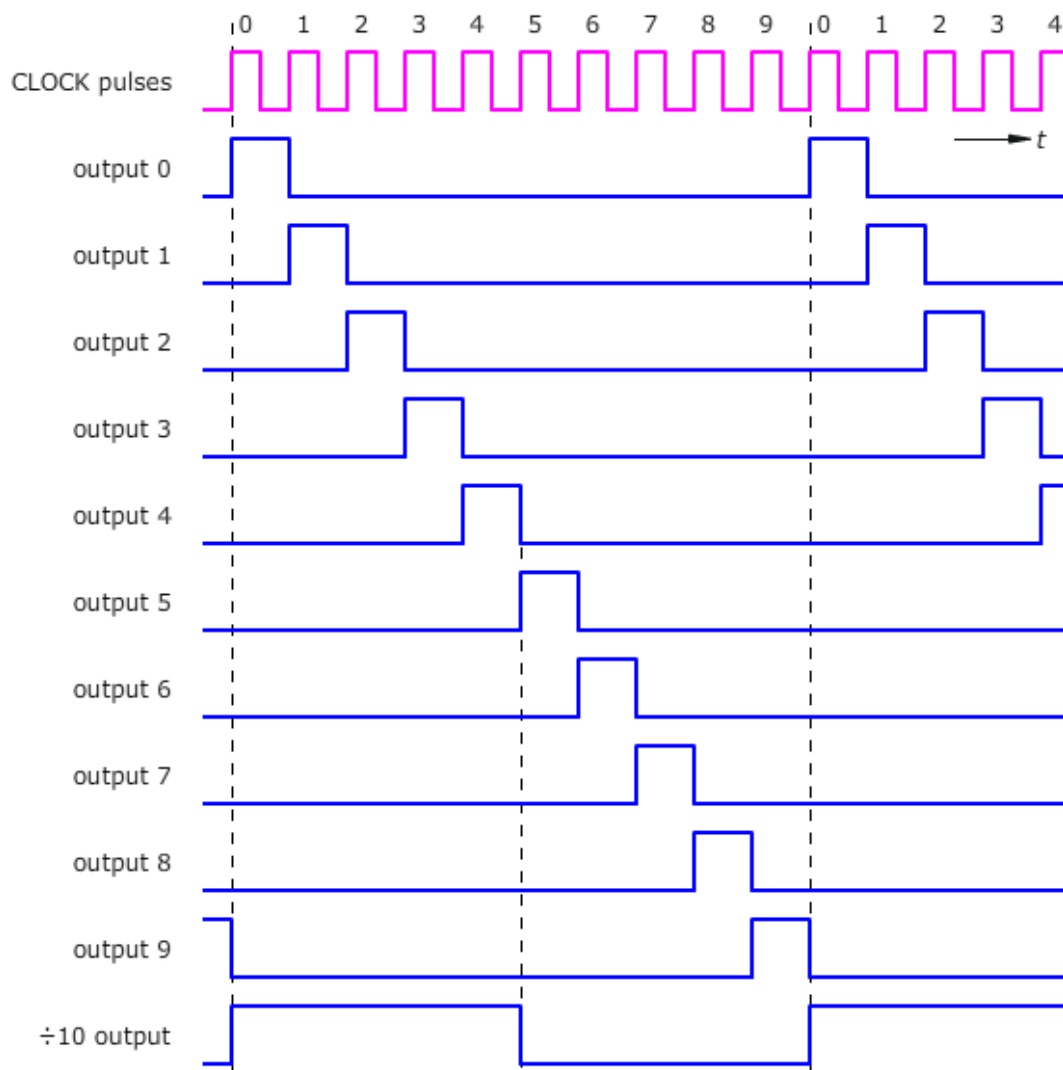 0 1 2 3 4 5 6 7 8 9 0 1 2 3 4
CLOCK pulses
t
output 0
output 1
output 2
output 3
output 4
output 5
output 6
output 7
output 8
output 9
÷10 output